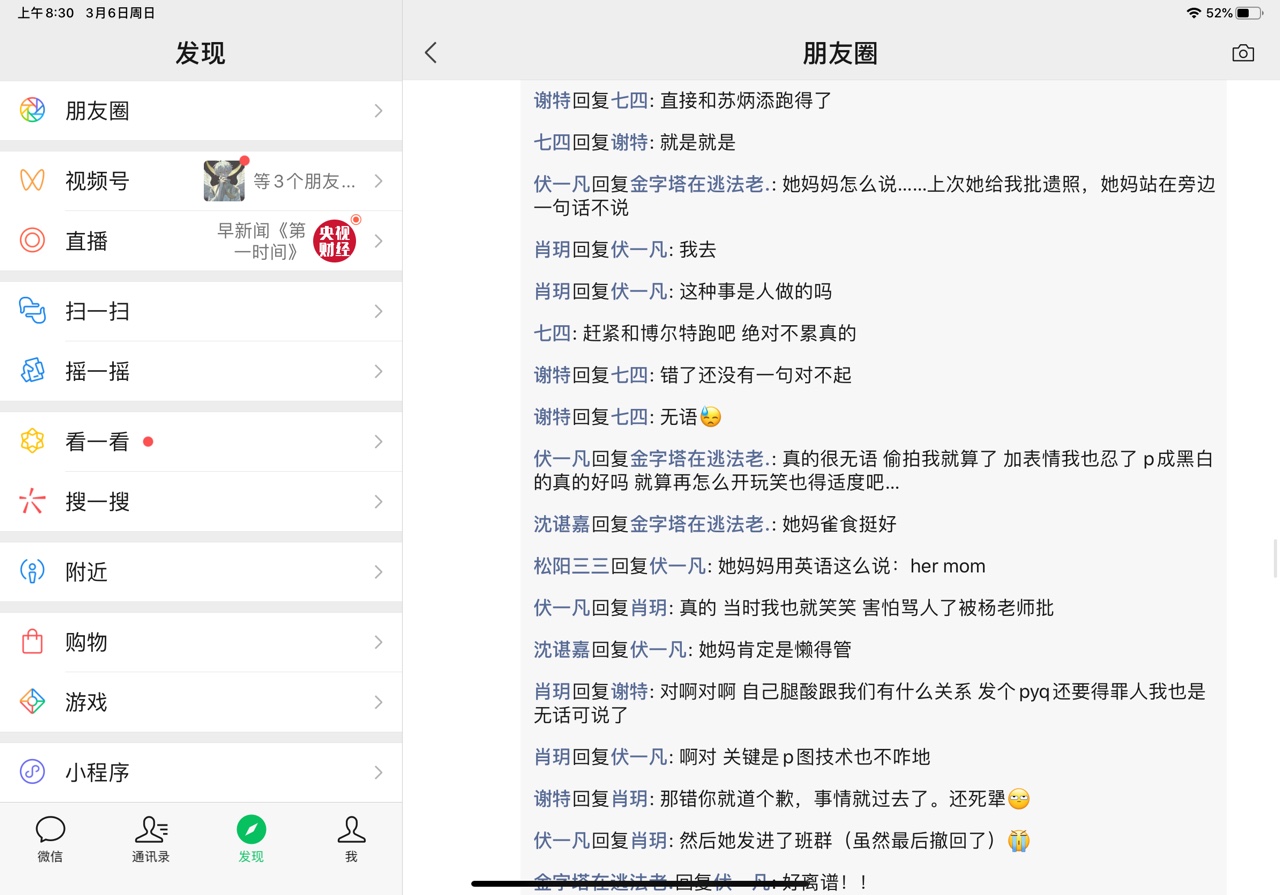 上午8:30 3月6日周日
52%
发现
朋友圈
视频号
等3个朋友...
直播
早新闻《第
一时间》
央视
财经
扫一扫
摇一摇
看一看
搜一搜
附近
购物
游戏
小程序
微信
通讯录
发现
我
朋友圈
谢特回复七四: 直接和苏炳添跑得了
七四回复谢特: 就是就是
伏一凡回复金字塔在逃法老.: 她妈妈怎么说......上次她给我批遗照，她妈站在旁边
一句话不说
肖玥回复伏一凡: 我去
肖玥回复伏一凡: 这种事是人做的吗
七四: 赶紧和博尔特跑吧 绝对不累真的
谢特回复七四: 错了还没有一句对不起
谢特回复七四: 无语😓
伏一凡回复金字塔在逃法老.: 真的很无语 偷拍我就算了 加表情我也忍了 p成黑白
的真的好吗 就算再怎么开玩笑也得适度吧...
沈谌嘉回复金字塔在逃法老.: 她妈雀食挺好
松阳三三回复伏一凡: 她妈妈用英语这么说：her mom
伏一凡回复肖玥: 真的 当时我也就笑笑 害怕骂人了被杨老师批
沈谌嘉回复伏一凡: 她妈肯定是懒得管
肖玥回复谢特: 对啊对啊 自己腿酸跟我们有什么关系 发个pyq还要得罪人我也是
无话可说了
肖玥回复伏一凡: 啊对 关键是p图技术也不咋地
谢特回复肖玥: 那错你就道个歉，事情就过去了。还死犟🙄
伏一凡回复肖玥: 然后她发进了班群（虽然最后撤回了）😭
金字塔在逃法老.回复伏一凡: 好离谱！！